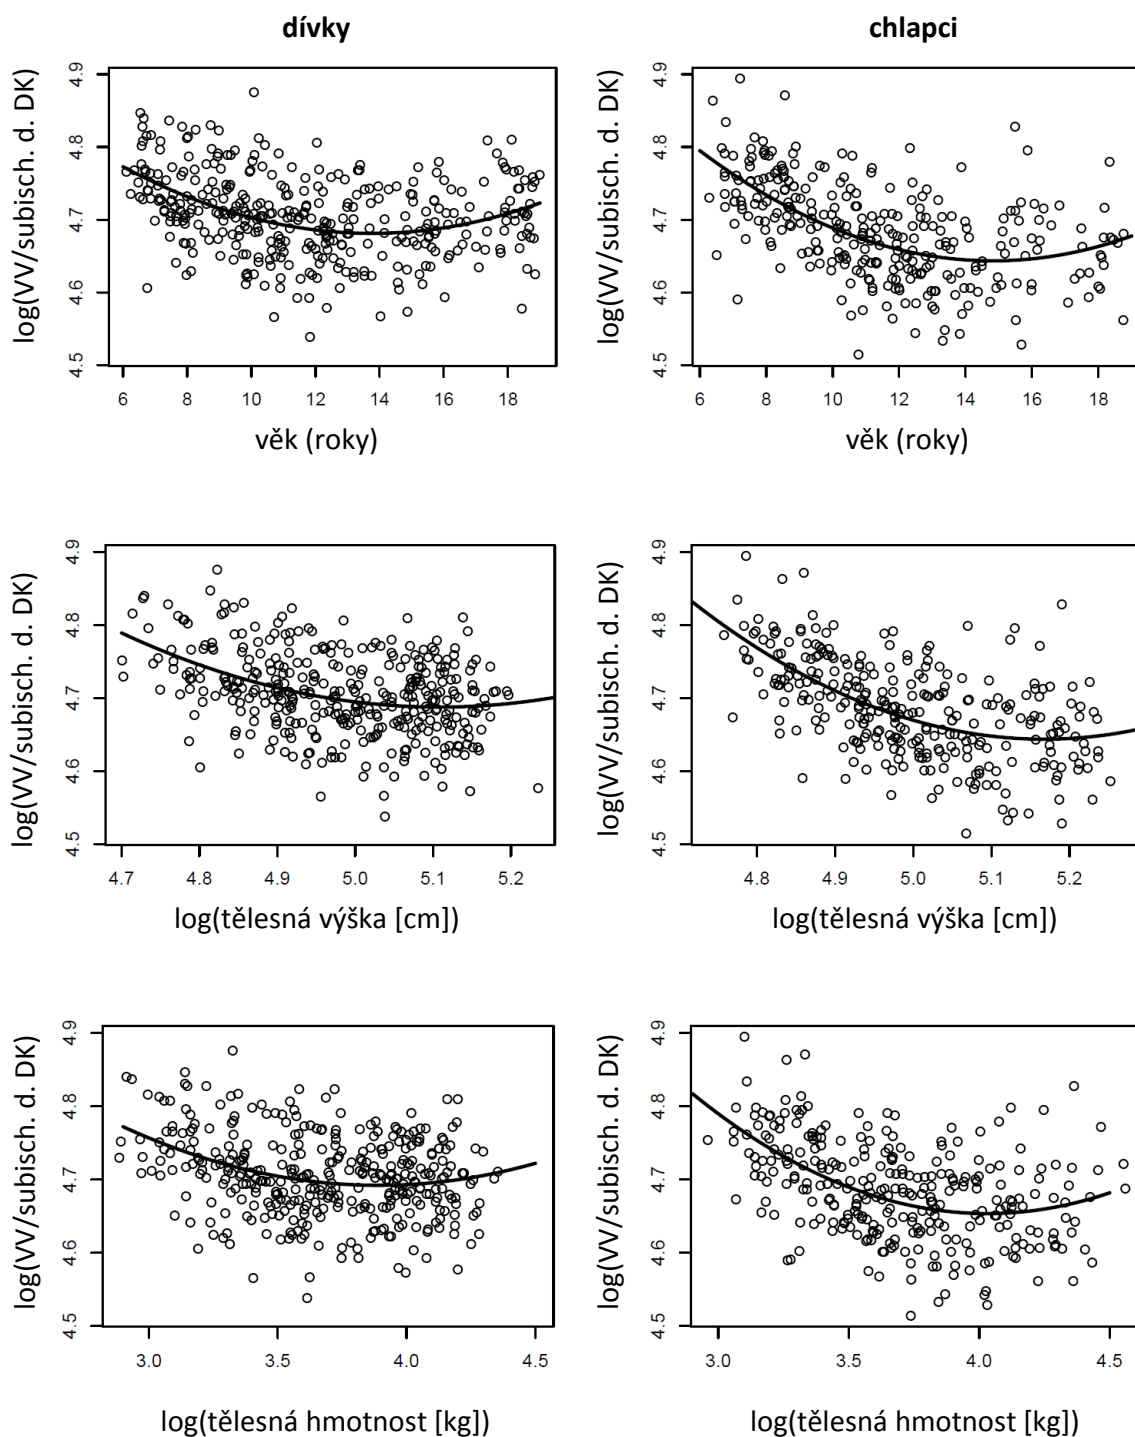 dívky
chlapci
log(VV/subisch. d. DK)
4.5 4.6 4.7 4.8 4.9
6 8 10 12 14 16 18
věk (roky)
log(VV/subisch. d. DK)
4.5 4.6 4.7 4.8 4.9
6 8 10 12 14 16 18
věk (roky)
log(VV/subisch. d. DK)
4.5 4.6 4.7 4.8 4.9
4.7 4.8 4.9 5.0 5.1 5.2
log(tělesná výška [cm])
log(VV/subisch. d. DK)
4.5 4.6 4.7 4.8 4.9
4.8 4.9 5.0 5.1 5.2
log(tělesná výška [cm])
log(VV/subisch. d. DK)
4.5 4.6 4.7 4.8 4.9
3.0 3.5 4.0 4.5
log(tělesná hmotnost [kg])
log(VV/subisch. d. DK)
4.5 4.6 4.7 4.8 4.9
3.0 3.5 4.0 4.5
log(tělesná hmotnost [kg])